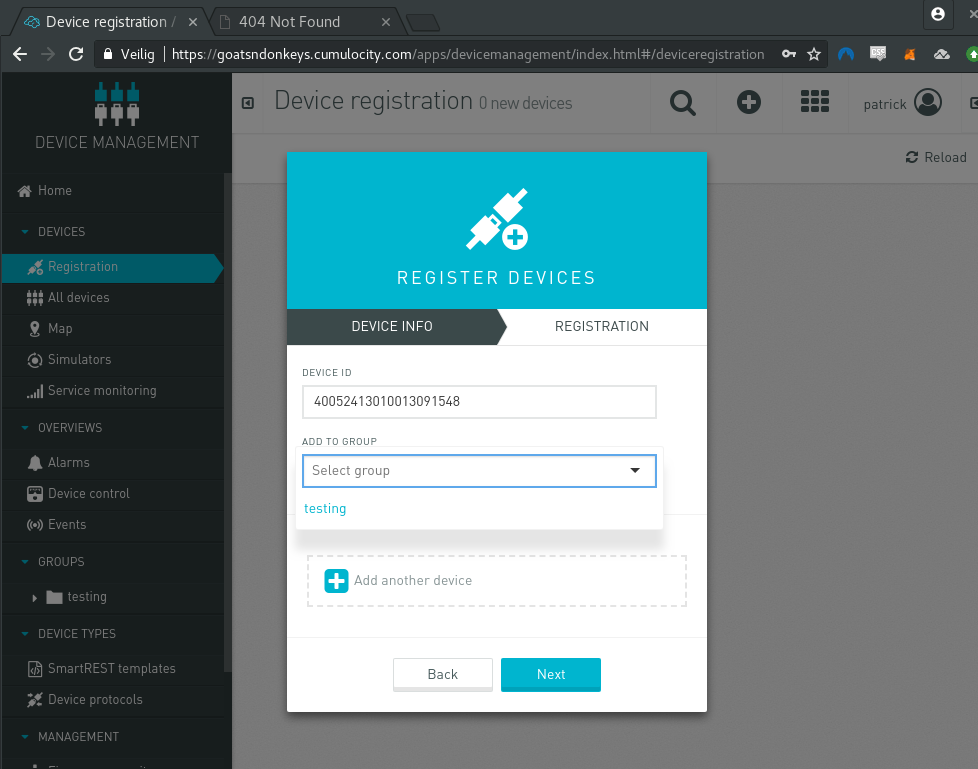 Device registration /
404 Not Found
Veilig
https://goatsndonkeys.cumulocity.com/apps/devicemanagement/index.html#/deviceregistration
CSP
DEVICE MANAGEMENT
Device registration 0 new devices
patrick
Reload
Home
DEVICES
Registration
All devices
Map
Simulators
Service monitoring
OVERVIEWS
Alarms
Device control
Events
GROUPS
testing
DEVICE TYPES
SmartREST templates
Device protocols
MANAGEMENT
REGISTER DEVICES
DEVICE INFO
REGISTRATION
DEVICE ID
40052413010013091548
ADD TO GROUP
Select group
testing
Add another device
Back
Next